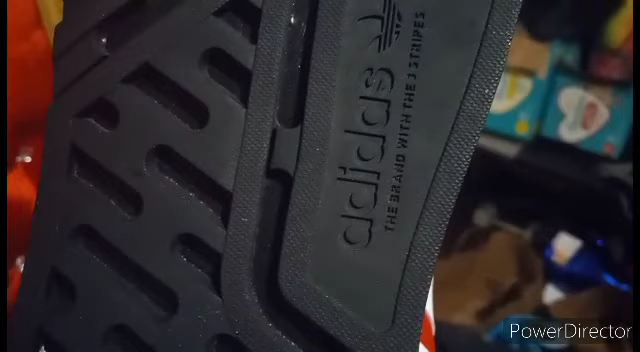 adidas
THE BRAND WITH THE 3 STRIPES
PowerDirector